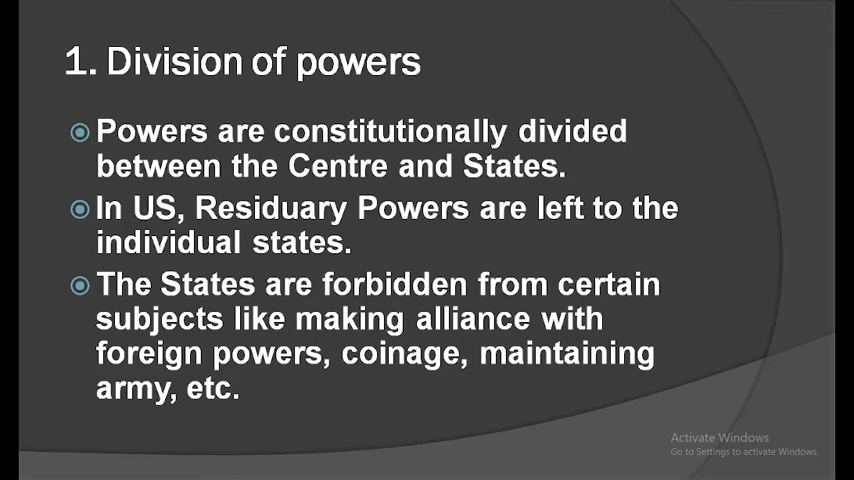 1. Division of powers
Powers are constitutionally divided
between the Centre and States.
In US, Residuary Powers are left to the
individual states.
The States are forbidden from certain
subjects like making alliance with
foreign powers, coinage, maintaining
army, etc.
Activate Windows
Go to Settings to activate Windows.